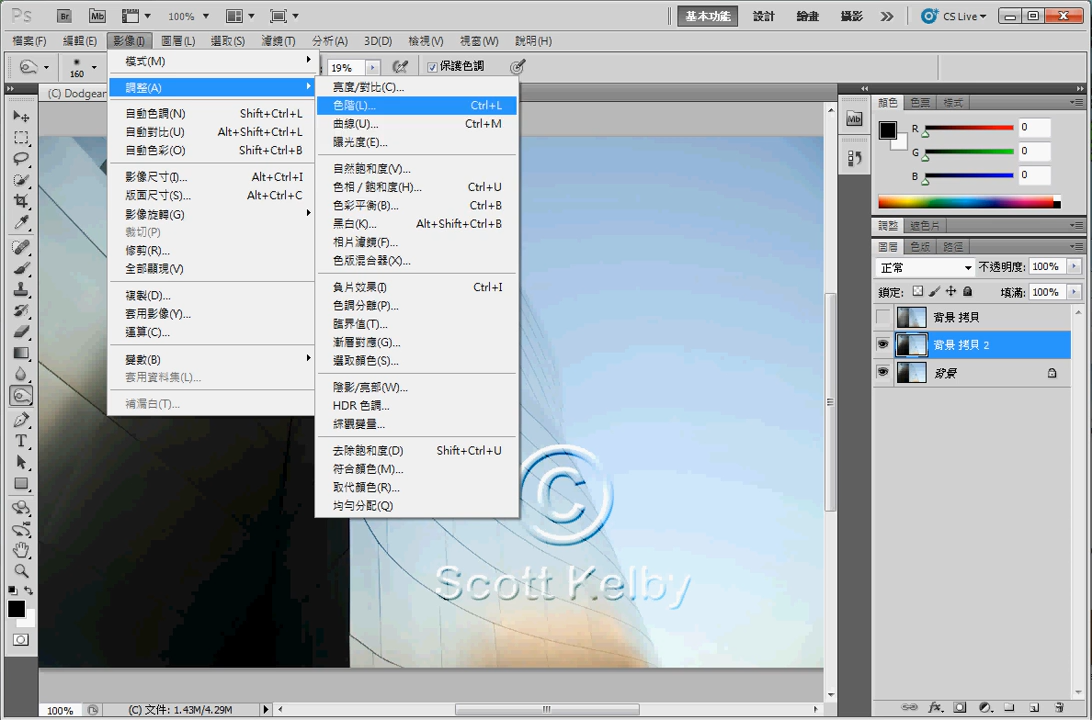 Ps Br Mb 100% 基本功能 設計 繪畫 攝影 CS Live
檔案(F) 編輯(E) 影像(I) 圖層(L) 選取(S) 濾鏡(T) 分析(A) 3D(D) 檢視(V) 視窗(W) 說明(H)
160 19% 保護色調
(C) Dodgear
模式(M)
調整(A)
自動色調(N) Shift+Ctrl+L
自動對比(U) Alt+Shift+Ctrl+L
自動色彩(O) Shift+Ctrl+B
影像尺寸(I)... Alt+Ctrl+I
版面尺寸(S)... Alt+Ctrl+C
影像旋轉(G)
裁切(P)
修剪(R)...
全部顯現(V)
複製(D)...
套用影像(Y)...
運算(C)...
變數(B)
套用資料集(L)...
補漏白(T)...
亮度/對比(C)...
色階(L)... Ctrl+L
曲線(U)... Ctrl+M
曝光度(E)...
自然飽和度(V)...
色相 / 飽和度(H)... Ctrl+U
色彩平衡(B)... Ctrl+B
黑白(K)... Alt+Shift+Ctrl+B
相片濾鏡(F)...
色版混合器(X)...
負片效果(I) Ctrl+I
色調分離(P)...
臨界值(T)...
漸層對應(G)...
選取顏色(S)...
陰影/亮部(W)...
HDR 色調...
綜觀變量...
去除飽和度(D) Shift+Ctrl+U
符合顏色(M)...
取代顏色(R)...
均勻分配(Q)
©
Scott Kelby
Mb
顏色 色票 樣式
R 0
G 0
B 0
調整 遮色片
圖層 色版 路徑
正常 不透明度: 100%
鎖定: 填滿: 100%
背景 拷貝
背景 拷貝 2
背景
100% (C) 文件: 1.43M/4.29M